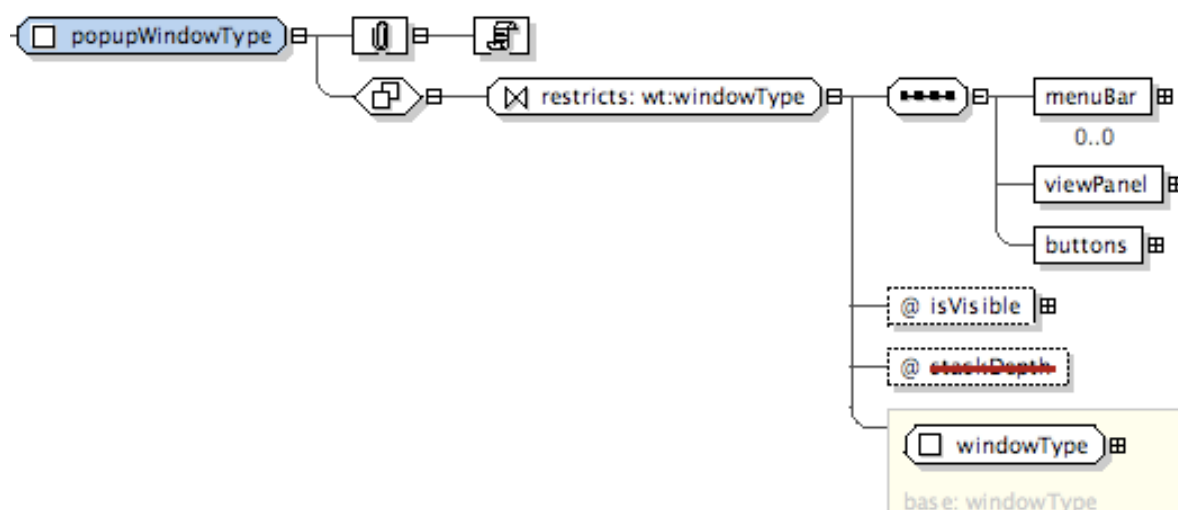 popupWindowType
restricts: wt:windowType
menuBar
0..0
viewPanel
buttons
@ isVisible
@ stackDepth
windowType
base: windowType